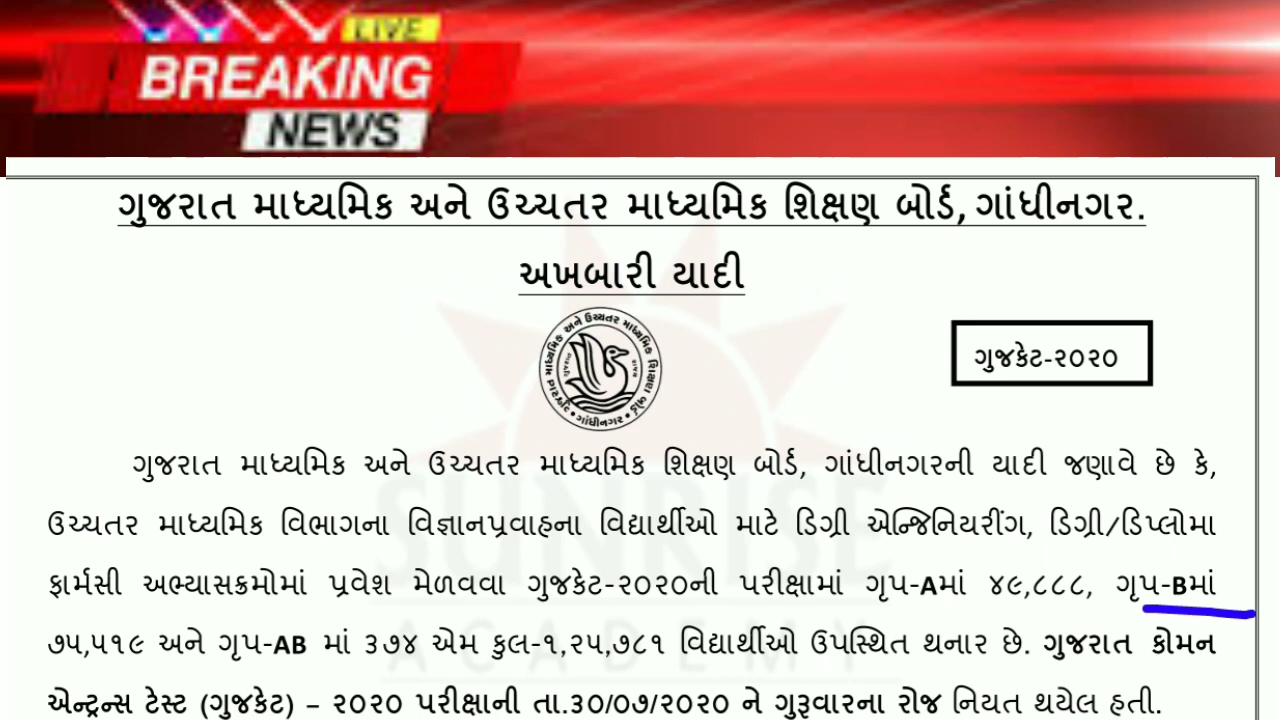 LIVE
BREAKING
NEWS
ગુજરાત માધ્યમિક અને ઉચ્ચતર માધ્યમિક શિક્ષણ બોર્ડ, ગાંધીનગર.
અખબારી યાદી
ગુજકેટ-૨૦૨૦
ગુજરાત માધ્યમિક અને ઉચ્ચતર માધ્યમિક શિક્ષણ બોર્ડ, ગાંધીનગરની યાદી જણાવે છે કે,
ઉચ્ચતર માધ્યમિક વિભાગના વિજ્ઞાનપ્રવાહના વિદ્યાર્થીઓ માટે ડિગ્રી એન્જિનિયરીંગ, ડિગ્રી/ડિપ્લોમા
ફાર્મસી અભ્યાસક્રમોમાં પ્રવેશ મેળવવા ગુજકેટ-૨૦૨૦ની પરીક્ષામાં ગૃપ-Aમાં ૪૯,૮૮૮, ગૃપ-Bમાં
૭૫,૫૧૯ અને ગૃપ-AB માં ૩૭૪ એમ કુલ-૧,૨૫,૭૮૧ વિદ્યાર્થીઓ ઉપસ્થિત થનાર છે. ગુજરાત કોમન
એન્ટ્રન્સ ટેસ્ટ (ગુજકેટ) – ૨૦૨૦ પરીક્ષાની તા.૩૦/૦૭/૨૦૨૦ ને ગુરૂવારના રોજ નિયત થયેલ હતી.
SUNRISE
ACADEMY